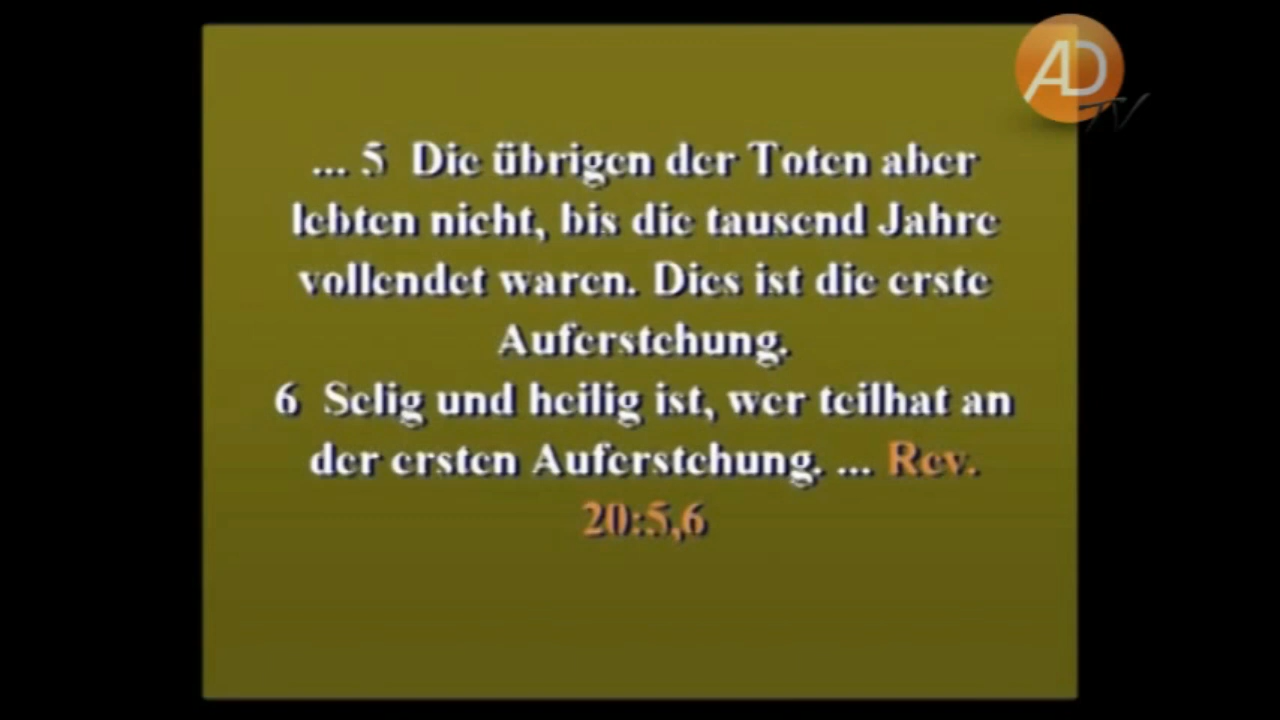 AD
TV
... 5 Die übrigen der Toten aber
lebten nicht, bis die tausend Jahre
vollendet waren. Dies ist die erste
Auferstehung.
6 Selig und heilig ist, wer teilhat an
der ersten Auferstehung. ... Rev.
20:5,6